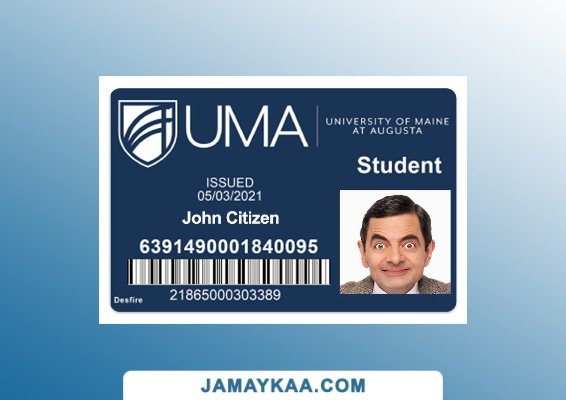 UMA
UNIVERSITY OF MAINE
AT AUGUSTA
Student
ISSUED
05/03/2021
John Citizen
6391490001840095
21865000303389
Desfire
JAMAYKAA.COM